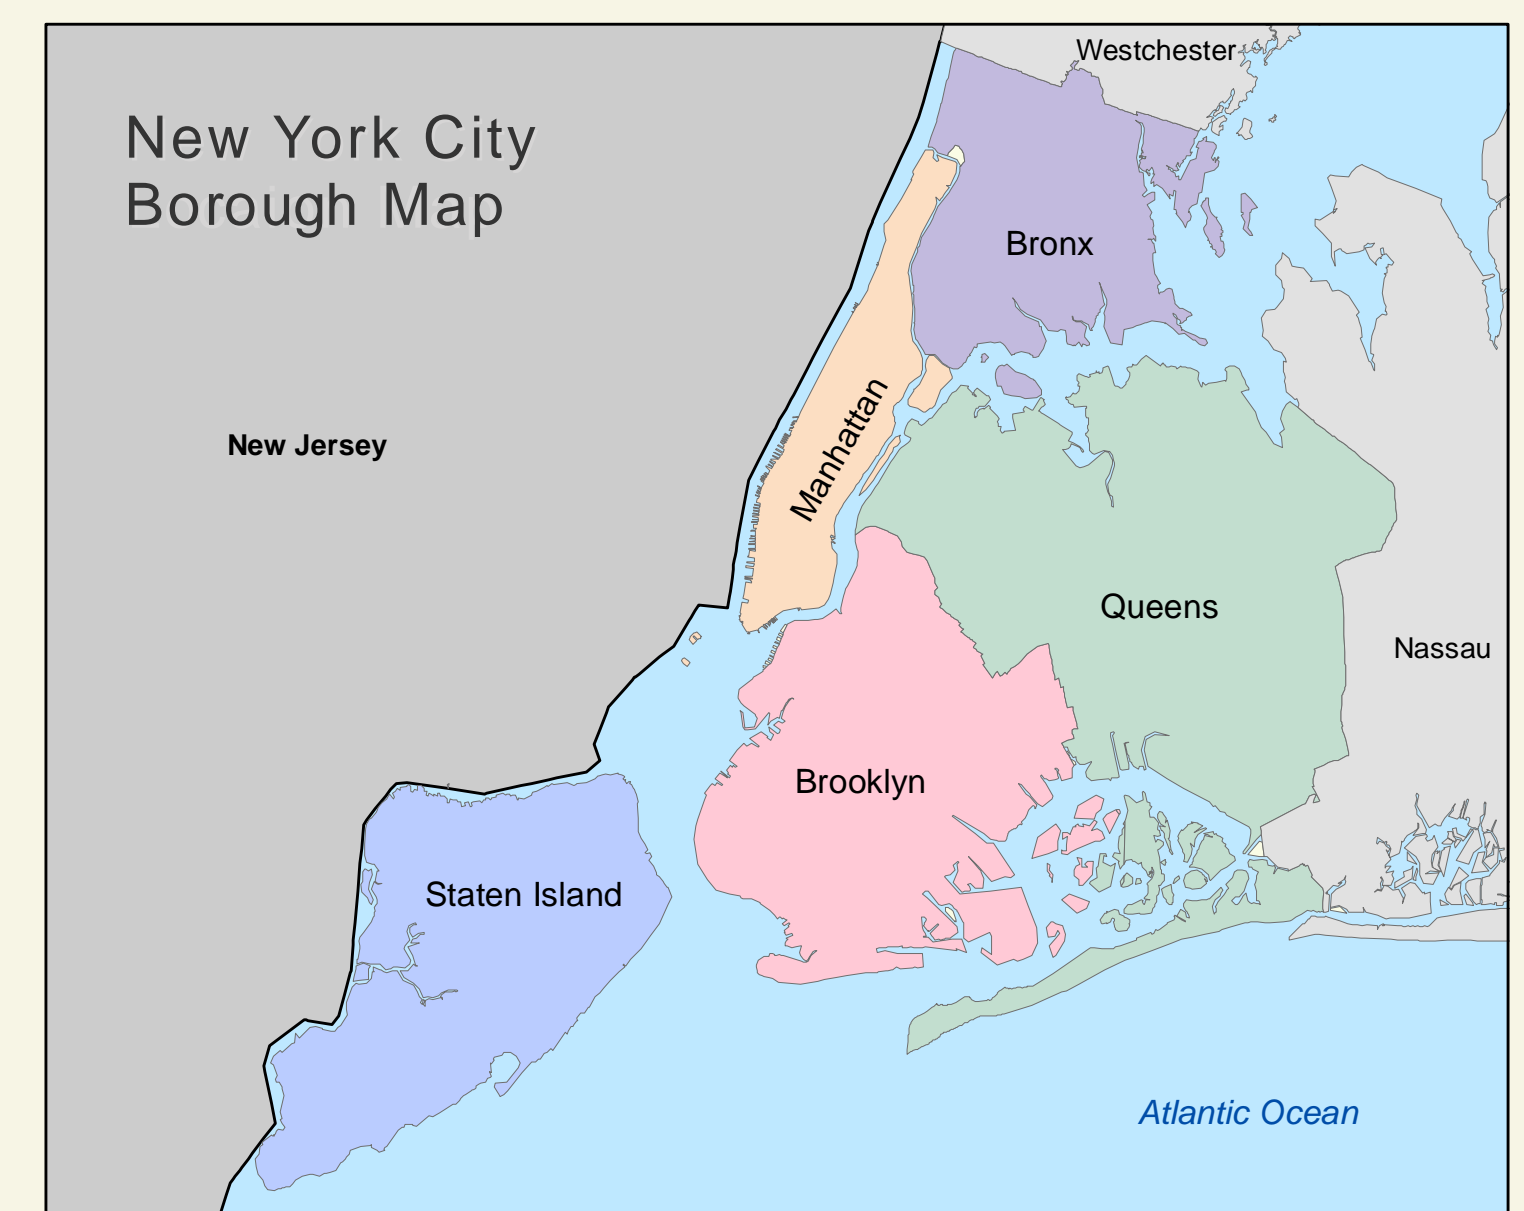 Westchester
New York City
Borough Map
Bronx
New Jersey
Manhattan
Queens
Nassau
Brooklyn
Staten Island
Atlantic Ocean